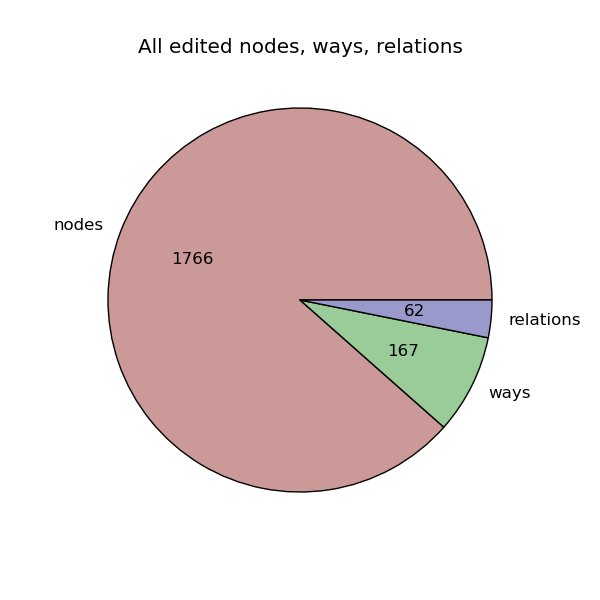 All edited nodes, ways, relations
nodes
1766
62
relations
167
ways